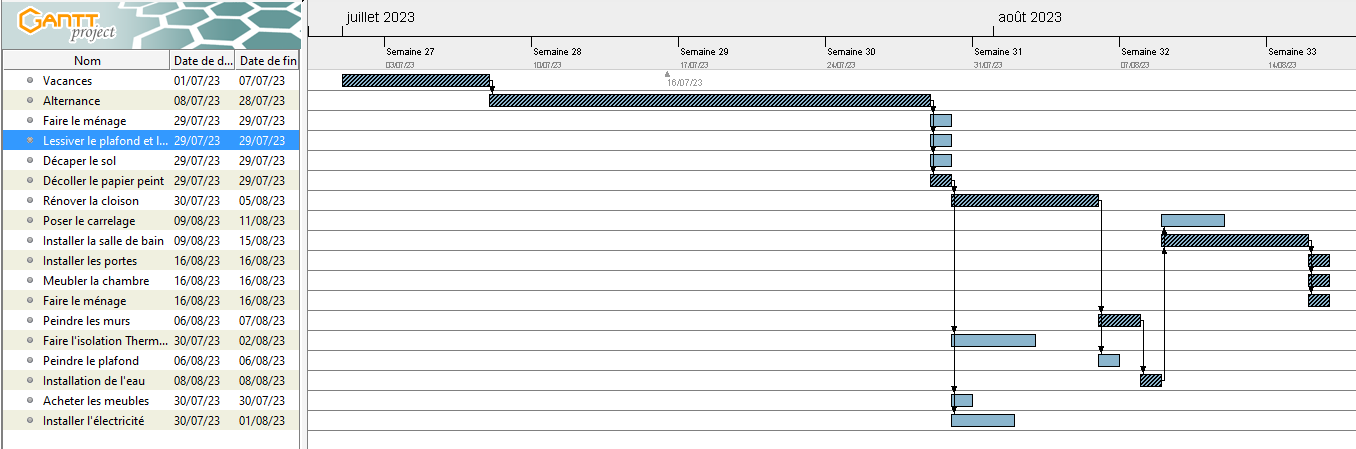 GANTT
project
juillet 2023 août 2023
Semaine 27 Semaine 28 Semaine 29 Semaine 30 Semaine 31 Semaine 32 Semaine 33
Nom Date de d... Date de fin
03/07/23 10/07/23 17/07/23 24/07/23 31/07/23 07/08/23 14/08/23
Vacances 01/07/23 07/07/23
16/07/23
Alternance 08/07/23 28/07/23
Faire le ménage 29/07/23 29/07/23
Lessiver le plafond et l... 29/07/23 29/07/23
Décaper le sol 29/07/23 29/07/23
Décoller le papier peint 29/07/23 29/07/23
Rénover la cloison 30/07/23 05/08/23
Poser le carrelage 09/08/23 11/08/23
Installer la salle de bain 09/08/23 15/08/23
Installer les portes 16/08/23 16/08/23
Meubler la chambre 16/08/23 16/08/23
Faire le ménage 16/08/23 16/08/23
Peindre les murs 06/08/23 07/08/23
Faire l'isolation Therm... 30/07/23 02/08/23
Peindre le plafond 06/08/23 06/08/23
Installation de l'eau 08/08/23 08/08/23
Acheter les meubles 30/07/23 30/07/23
Installer l'électricité 30/07/23 01/08/23